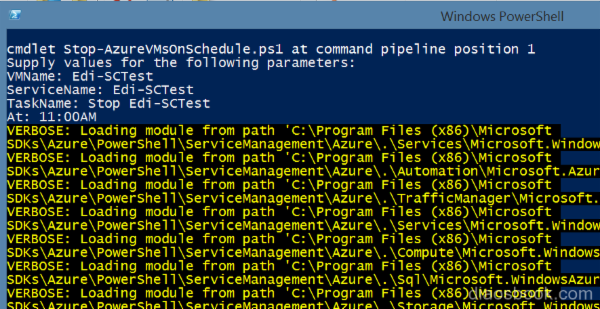 Windows PowerShell
cmdlet Stop-AzureVMsOnSchedule.ps1 at command pipeline position 1
Supply values for the following parameters:
VMName: Edi-SCTest
ServiceName: Edi-SCTest
TaskName: Stop Edi-SCTest
At: 11:00AM
VERBOSE: Loading module from path 'C:\Program Files (x86)\Microsoft
SDKs\Azure\PowerShell\ServiceManagement\Azure\.\Services\Microsoft.Window
VERBOSE: Loading module from path 'C:\Program Files (x86)\Microsoft
SDKs\Azure\PowerShell\ServiceManagement\Azure\.\Automation\Microsoft.Azur
VERBOSE: Loading module from path 'C:\Program Files (x86)\Microsoft
SDKs\Azure\PowerShell\ServiceManagement\Azure\.\TrafficManager\Microsoft.
VERBOSE: Loading module from path 'C:\Program Files (x86)\Microsoft
SDKs\Azure\PowerShell\ServiceManagement\Azure\.\Services\Microsoft.Window
VERBOSE: Loading module from path 'C:\Program Files (x86)\Microsoft
SDKs\Azure\PowerShell\ServiceManagement\Azure\.\Compute\Microsoft.Windows
VERBOSE: Loading module from path 'C:\Program Files (x86)\Microsoft
SDKs\Azure\PowerShell\ServiceManagement\Azure\.\Sql\Microsoft.WindowsAzur
VERBOSE: Loading module from path 'C:\Program Files (x86)\Microsoft
SDKs\Azure\PowerShell\ServiceManagement\Azure\.\Storage\Microsoft.Windows